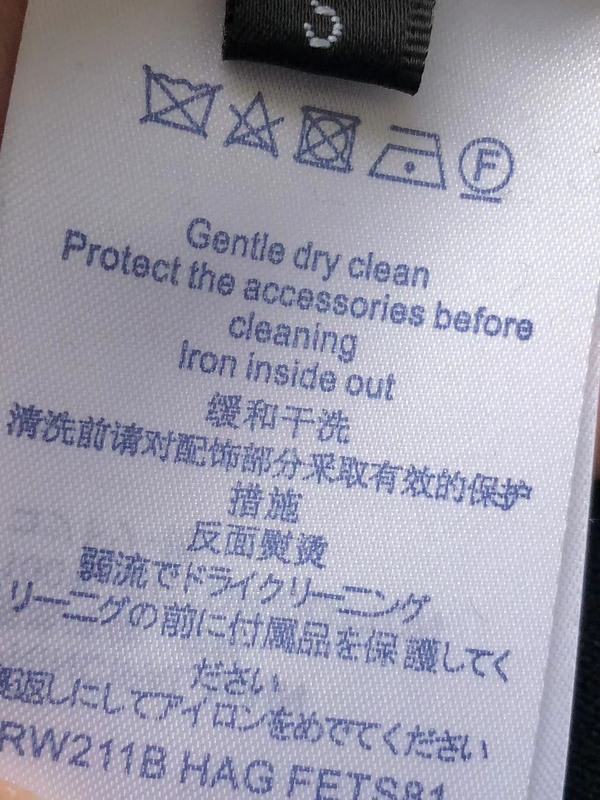 5
F
Gentle dry clean
Protect the accessories before
cleaning
Iron inside out
缓和干洗
清洗前请对配饰部分采取有效的保护
措施
反面熨烫
弱流でドライクリーニング
リーニグの前に付属品を保 護してく
ださい
返しにしてアイロンをめでてください
RW211B HAG FETS81